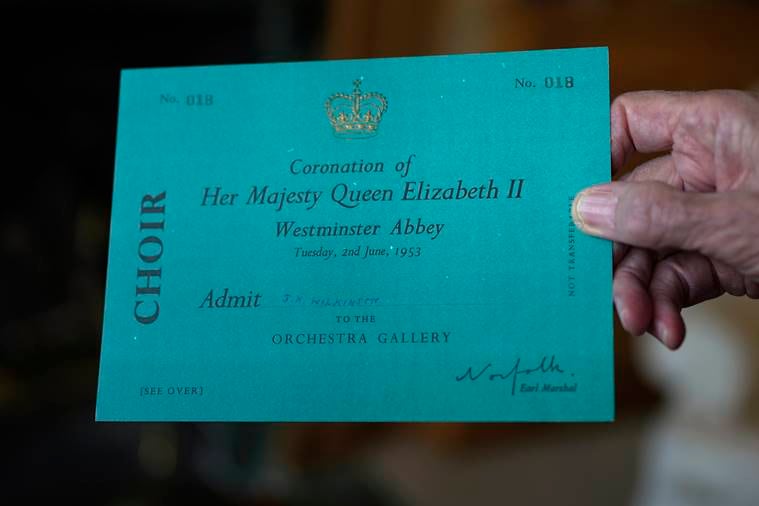 No. 018
No. 018
Coronation of
Her Majesty Queen Elizabeth II
Westminster Abbey
Tuesday, 2nd June, 1953
CHOIR
Admit
TO THE
ORCHESTRA GALLERY
Norfolk.
Earl Marshal
[SEE OVER]
NOT